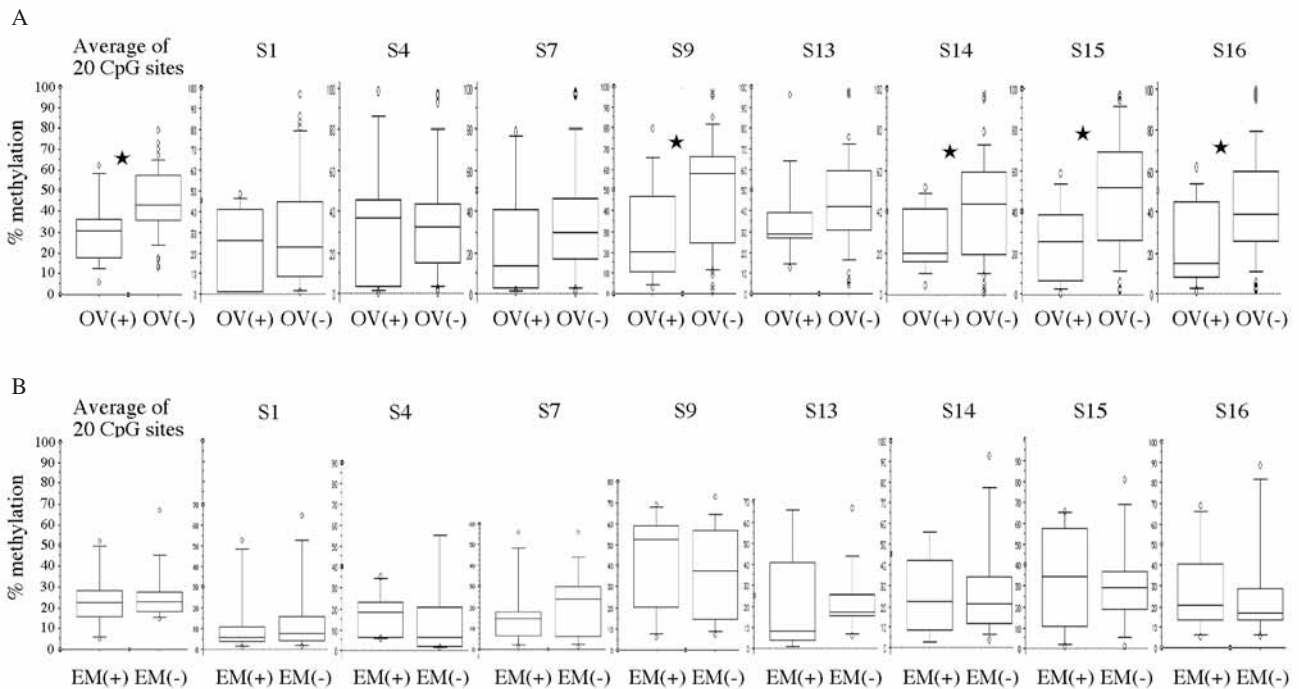 A
Average of
20 CpG sites
S1 S4 S7 S9 S13 S14 S15 S16
% methylation
100
90
80
70
60
50
40
30
20
10
0
OV(+) OV(-) OV(+) OV(-) OV(+) OV(-) OV(+) OV(-) OV(+) OV(-) OV(+) OV(-) OV(+) OV(-) OV(+) OV(-) OV(+) OV(-)
B
Average of
20 CpG sites
S1 S4 S7 S9 S13 S14 S15 S16
% methylation
100
90
80
70
60
50
40
30
20
10
0
EM(+) EM(-) EM(+) EM(-) EM(+) EM(-) EM(+) EM(-) EM(+) EM(-) EM(+) EM(-) EM(+) EM(-) EM(+) EM(-) EM(+) EM(-)